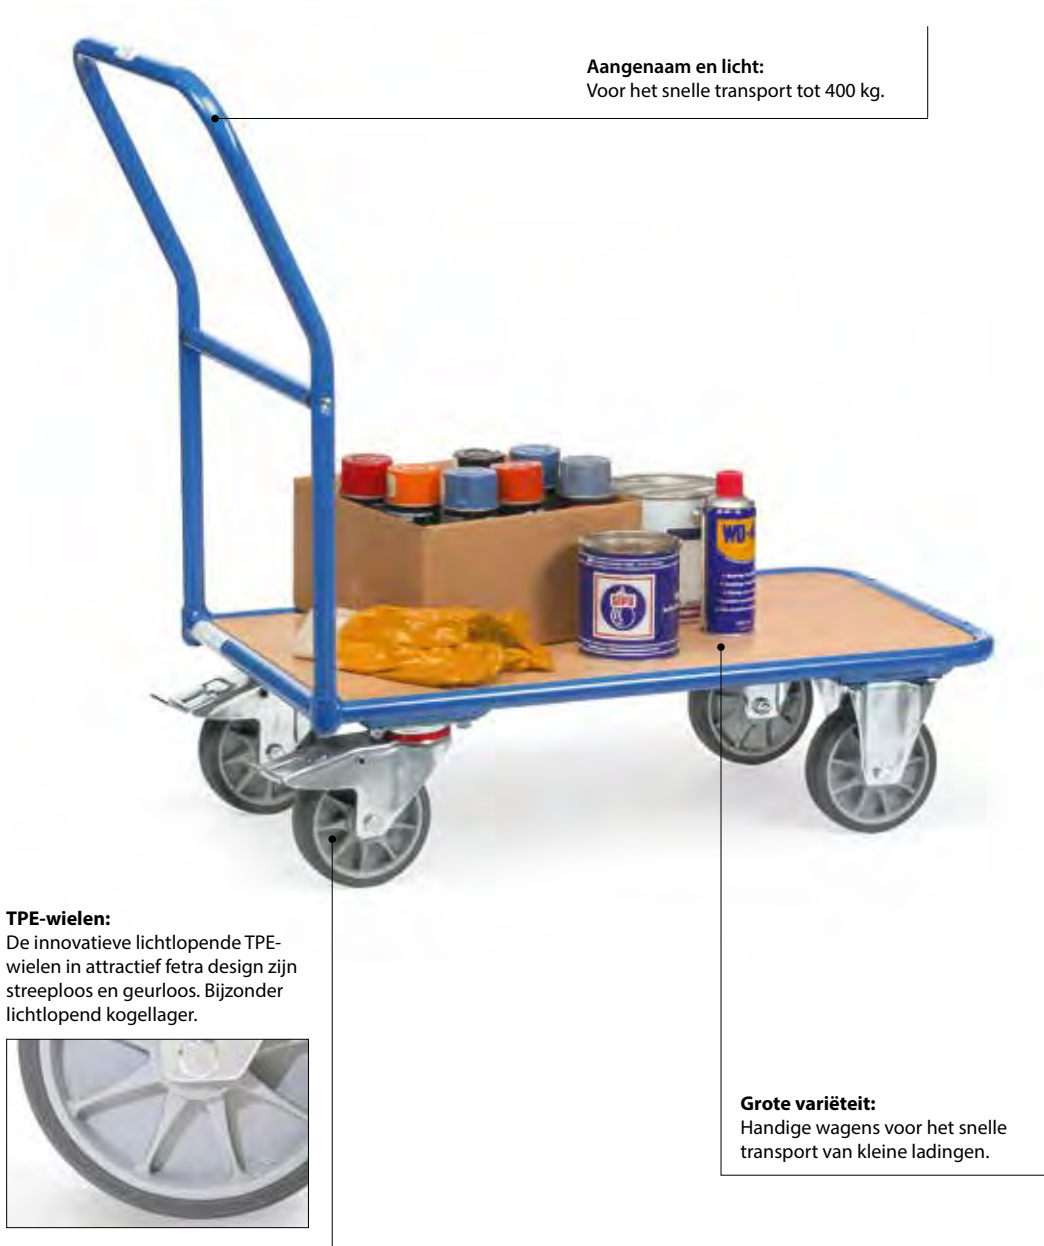 Aangenaam en licht:
Voor het snelle transport tot 400 kg.
WD-4
TPE-wielen:
De innovatieve lichtlopende TPE-
wielen in attractief fetra design zijn
streeploos en geurloos. Bijzonder
lichtlopend kogellager.
Grote variëteit:
Handige wagens voor het snelle
transport van kleine ladingen.